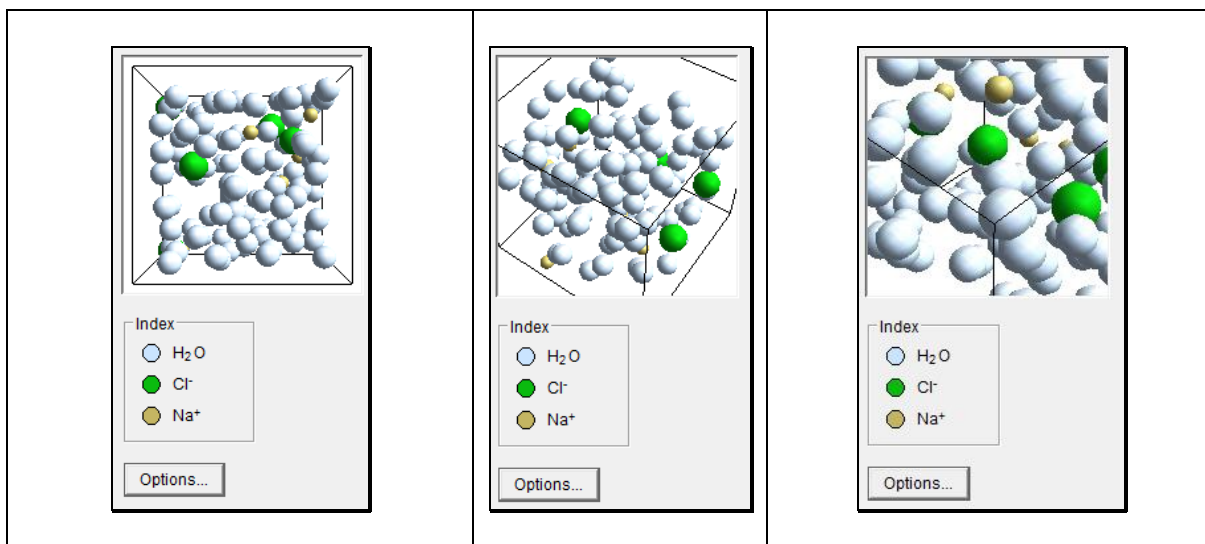 Index
H₂O
Cl⁻
Na⁺
Options...
Index
H₂O
Cl⁻
Na⁺
Options...
Index
H₂O
Cl⁻
Na⁺
Options...